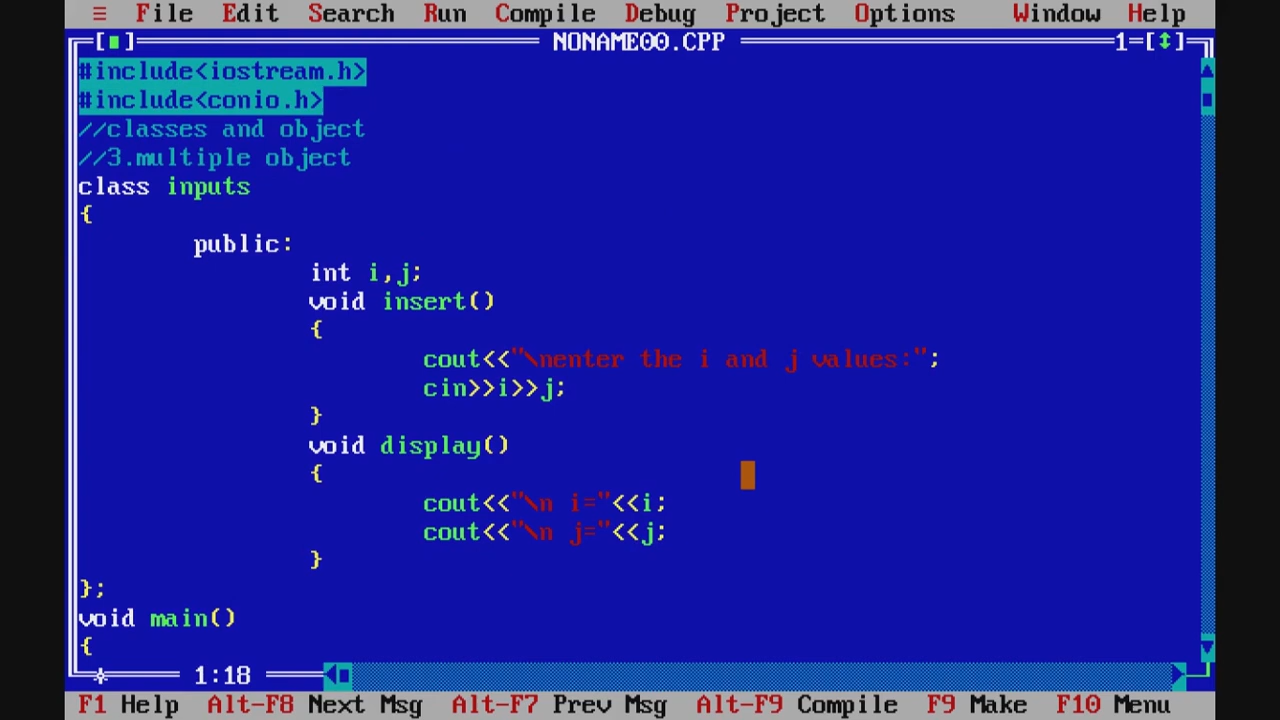 ≡ File Edit Search Run Compile Debug Project Options Window Help
[■] NONAME00.CPP 1=[↕]
#include<iostream.h>
#include<conio.h>
//classes and object
//3.multiple object
class inputs
{
public:
int i,j;
void insert()
{
cout<<"\nenter the i and j values:";
cin>>i>>j;
}
void display()
{
cout<<"\n i="<<i;
cout<<"\n j="<<j;
}
};
void main()
{
1:18
F1 Help Alt-F8 Next Msg Alt-F7 Prev Msg Alt-F9 Compile F9 Make F10 Menu